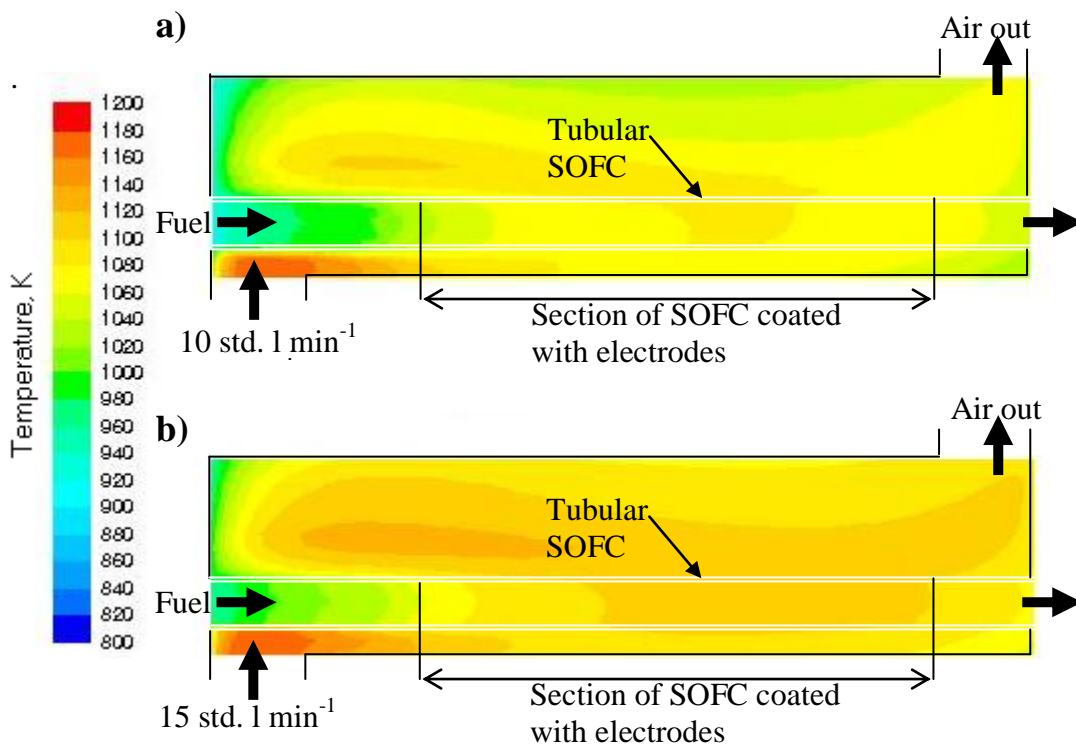 a)
Air out
.
1200
1180
1160
1140
1120
1100
1080
1060
1040
1020
1000
980
960
940
920
900
880
860
840
820
800
Temperature, K
Tubular
SOFC
Fuel
10 std. l min-1
Section of SOFC coated
with electrodes
b)
Air out
Tubular
SOFC
Fuel
15 std. l min-1
Section of SOFC coated
with electrodes